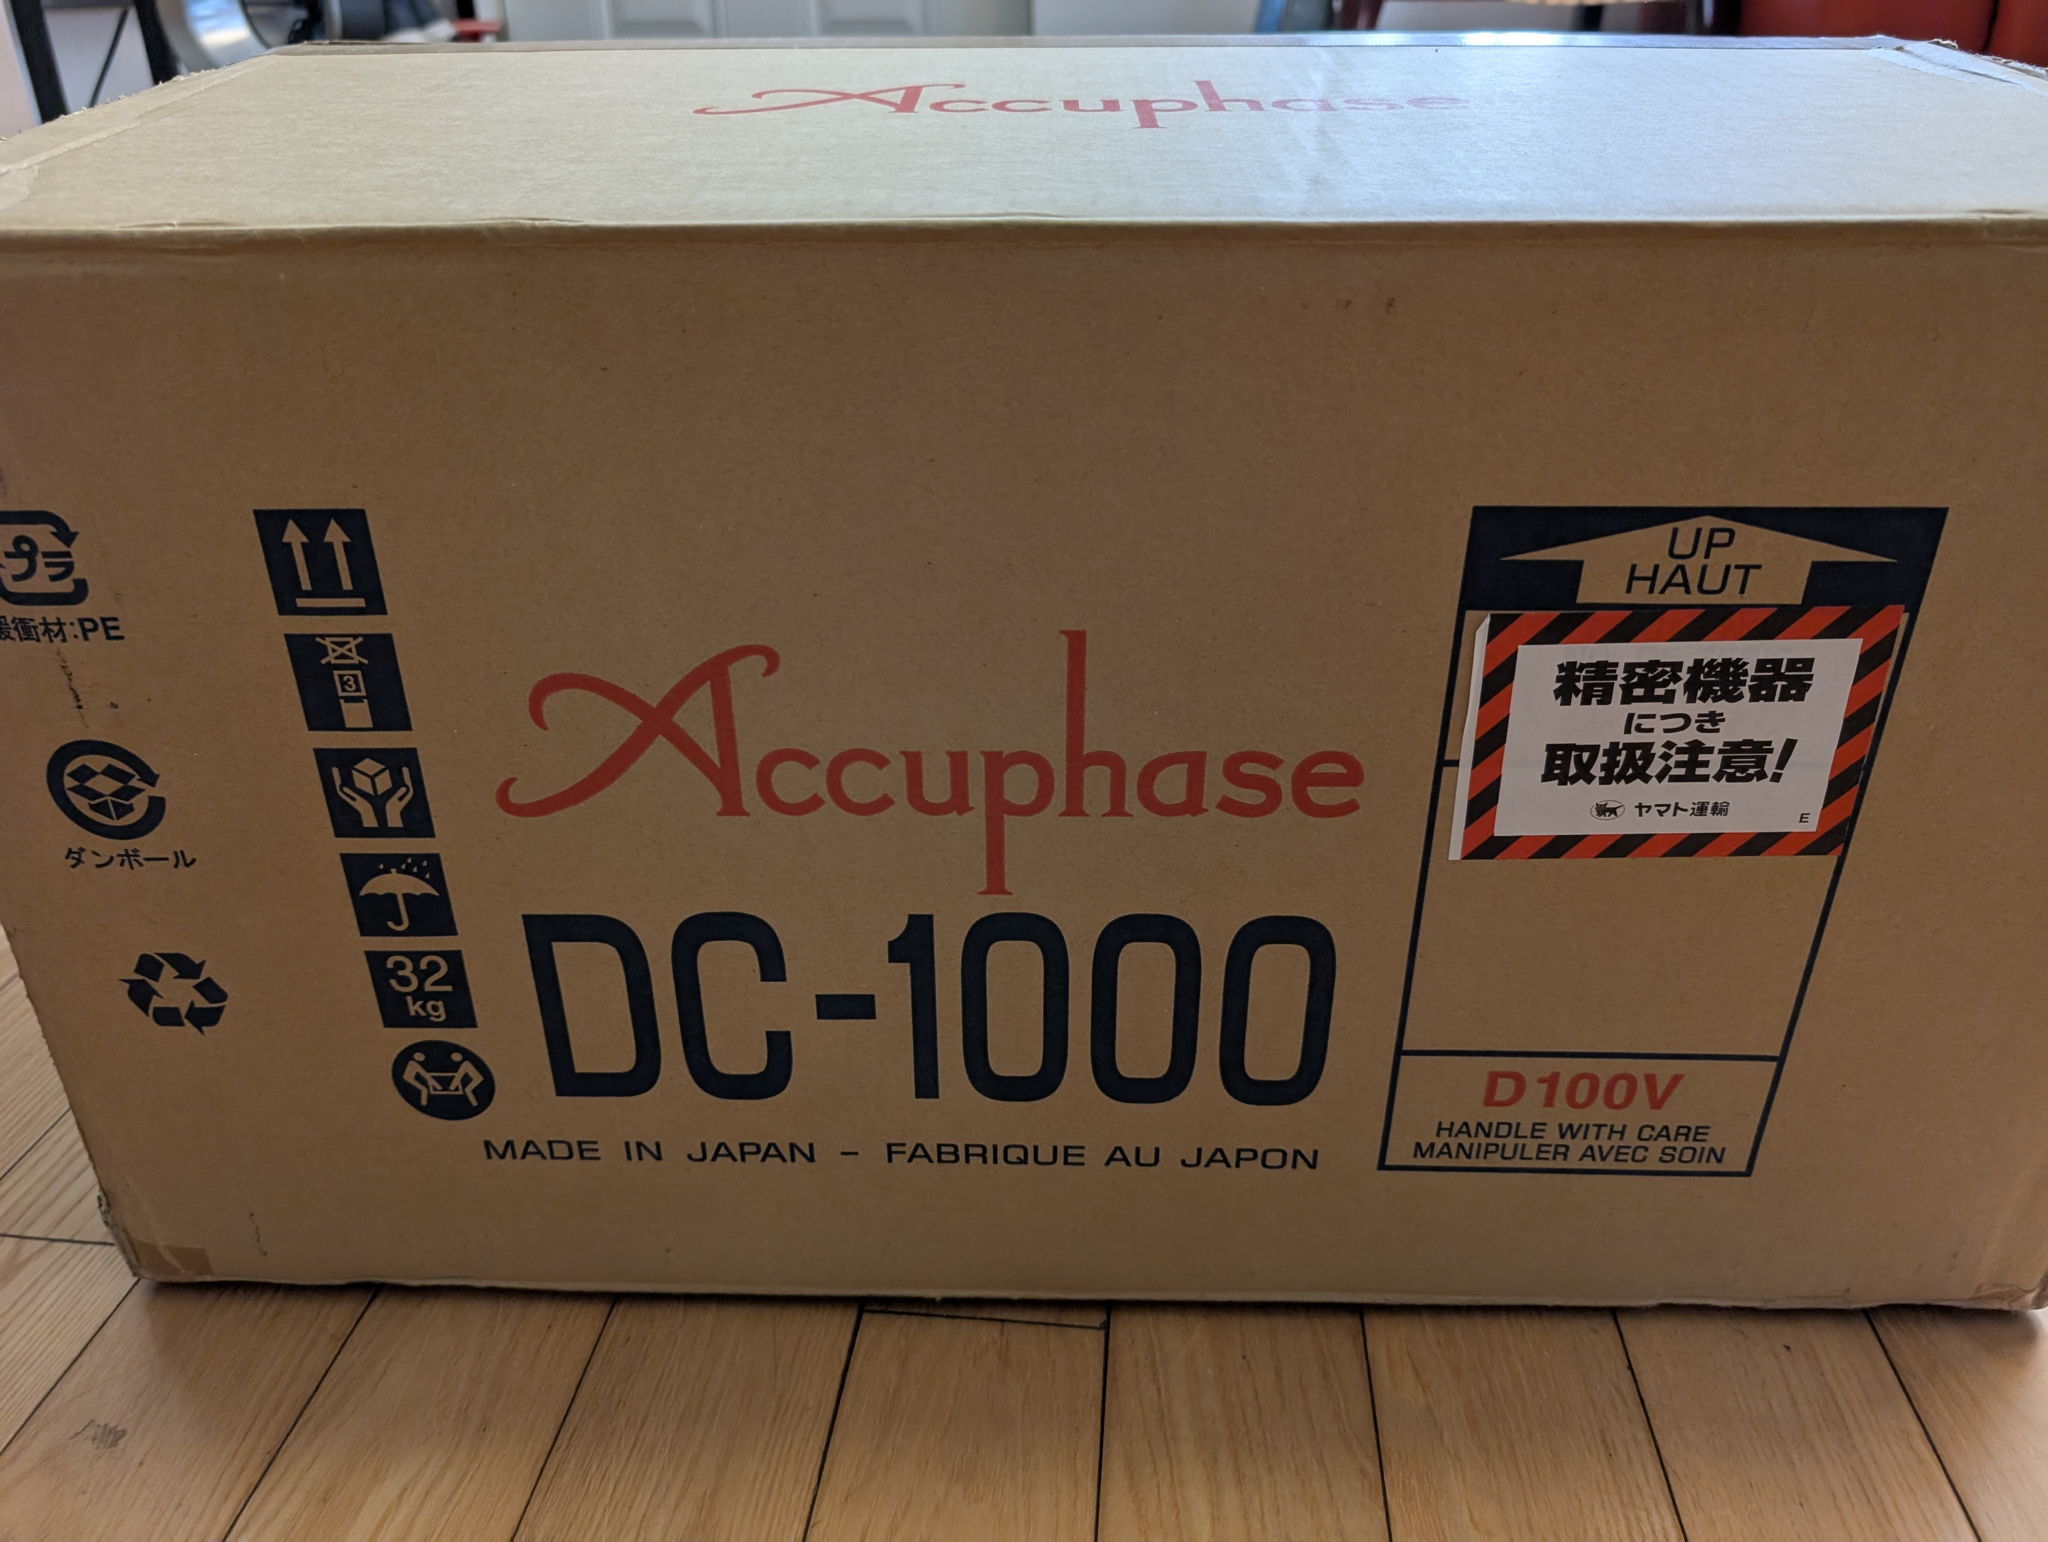 Accuphase
プラ
緩衝材:PE
ダンボール
3
32
kg
Accuphase
DC-1000
MADE IN JAPAN - FABRIQUE AU JAPON
UP
HAUT
精密機器
につき
取扱注意!
ヤマト運輸
E
D100V
HANDLE WITH CARE
MANIPULER AVEC SOIN